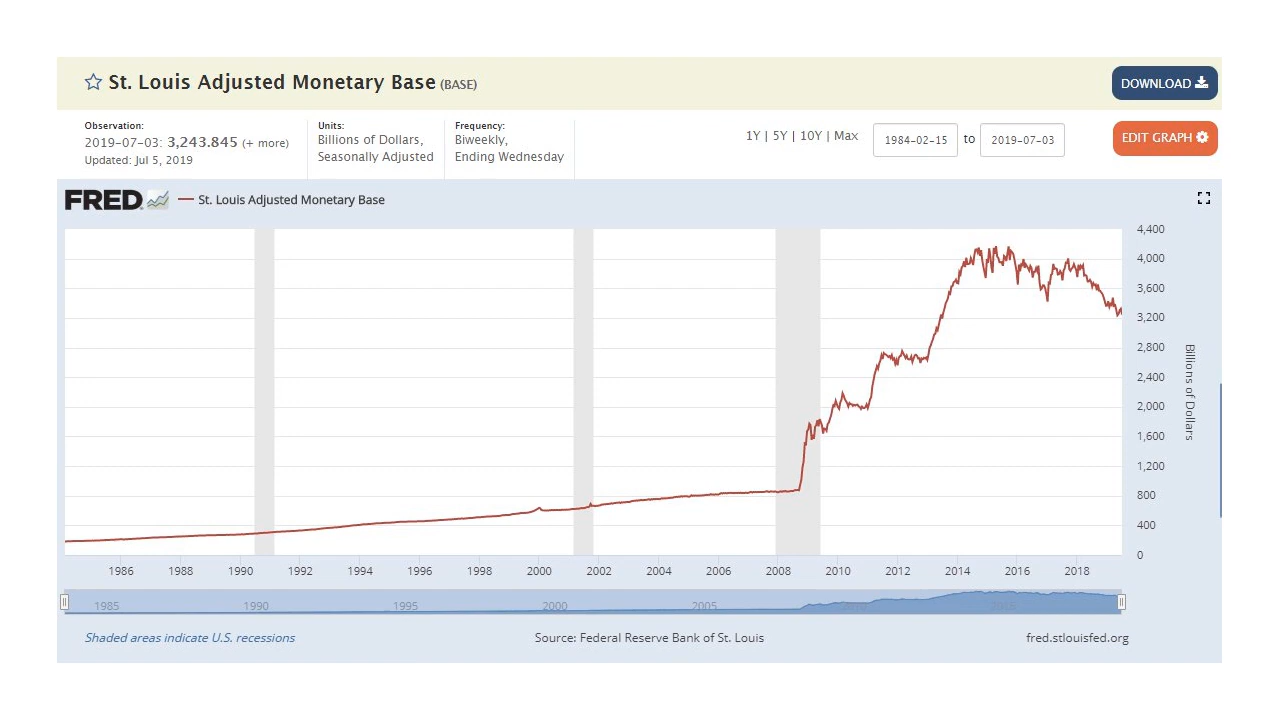 St. Louis Adjusted Monetary Base (BASE)
DOWNLOAD
Observation:
2019-07-03: 3,243.845 (+ more)
Updated: Jul 5, 2019
Units:
Billions of Dollars,
Seasonally Adjusted
Frequency:
Biweekly,
Ending Wednesday
1Y | 5Y | 10Y | Max
1984-02-15 to 2019-07-03
EDIT GRAPH
FRED
St. Louis Adjusted Monetary Base
4,400
4,000
3,600
3,200
2,800
2,400
2,000
1,600
1,200
800
400
0
Billions of Dollars
1986 1988 1990 1992 1994 1996 1998 2000 2002 2004 2006 2008 2010 2012 2014 2016 2018
1985 1990 1995 2000 2005
Shaded areas indicate U.S. recessions
Source: Federal Reserve Bank of St. Louis
fred.stlouisfed.org